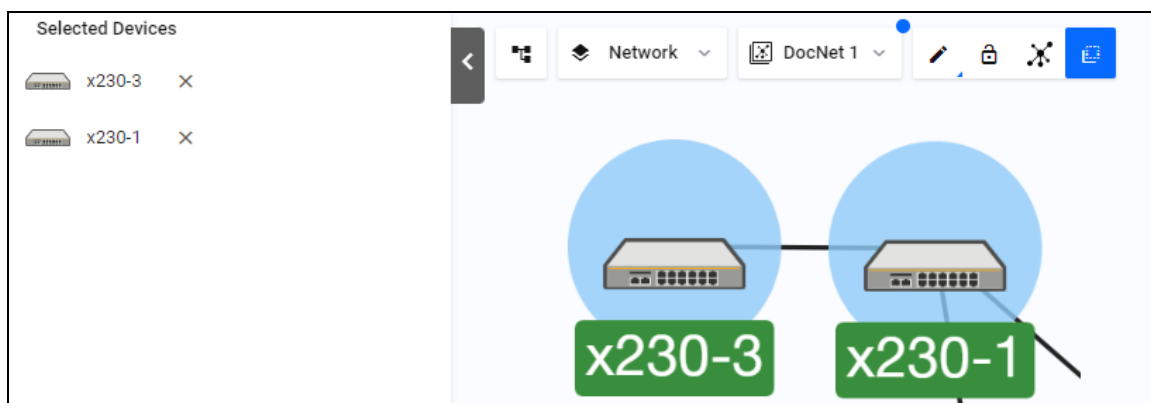 Selected Devices
x230-3
x230-1
Network
DocNet 1
x230-3
x230-1